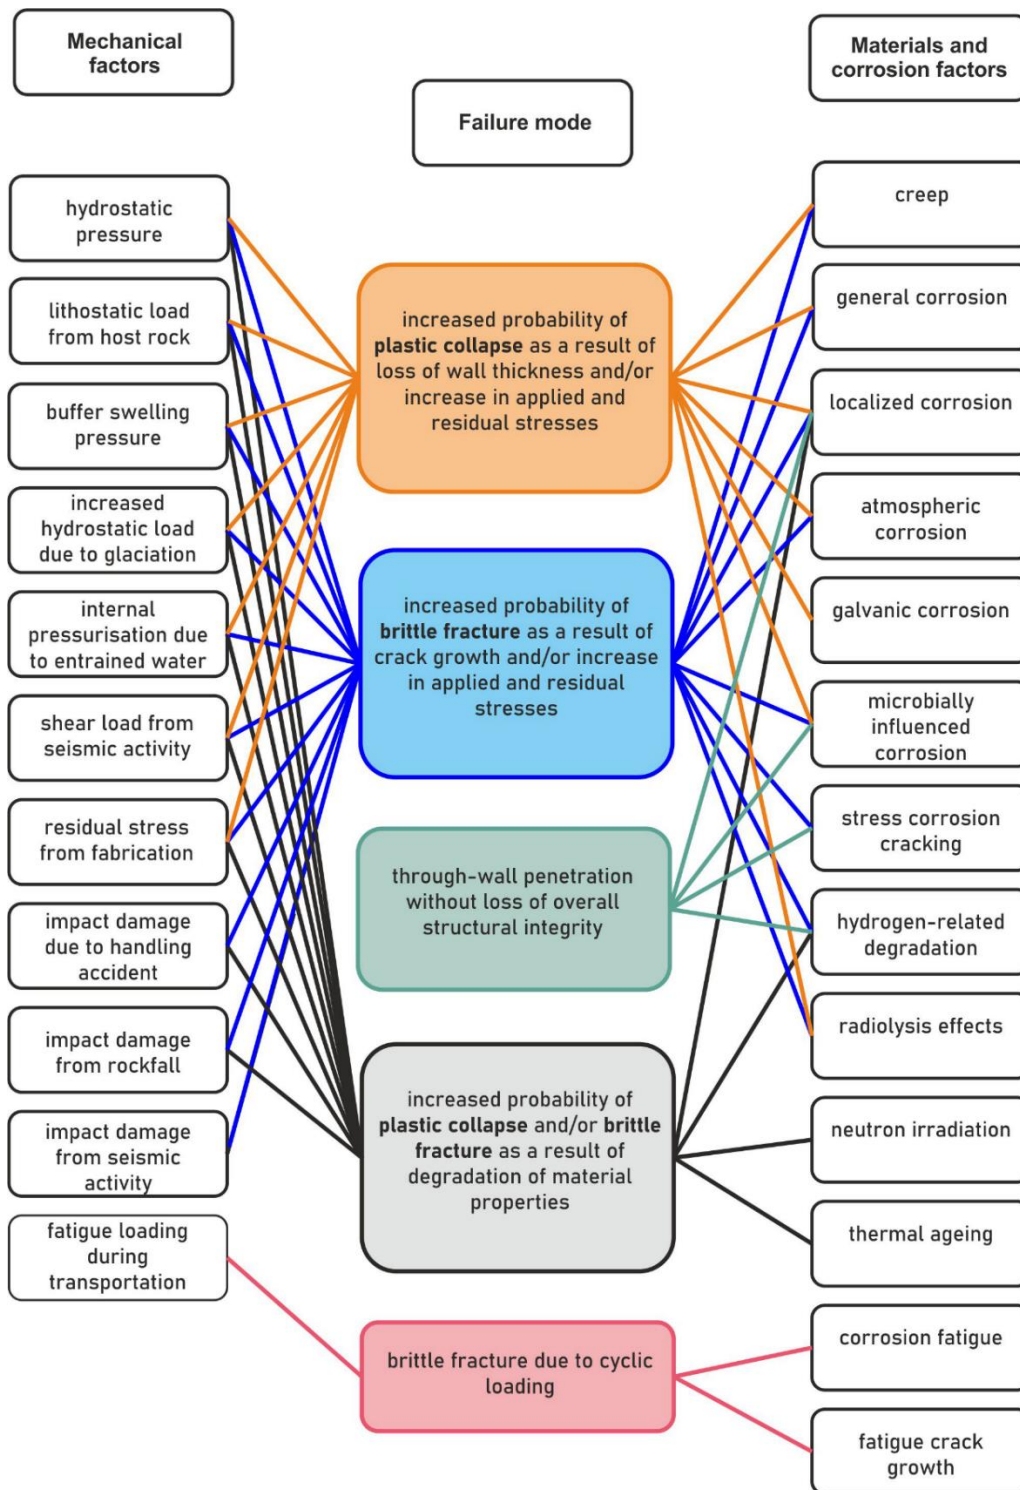 Mechanical
factors
Failure mode
Materials and
corrosion factors
hydrostatic
pressure
lithostatic load
from host rock
buffer swelling
pressure
increased
hydrostatic load
due to glaciation
internal
pressurisation due
to entrained water
shear load from
seismic activity
residual stress
from fabrication
impact damage
due to handling
accident
impact damage
from rockfall
impact damage
from seismic
activity
fatigue loading
during
transportation
increased probability of
plastic collapse as a result of
loss of wall thickness and/or
increase in applied and
residual stresses
increased probability of
brittle fracture as a result of
crack growth and/or increase
in applied and residual
stresses
through-wall penetration
without loss of overall
structural integrity
increased probability of
plastic collapse and/or brittle
fracture as a result of
degradation of material
properties
brittle fracture due to cyclic
loading
creep
general corrosion
localized corrosion
atmospheric
corrosion
galvanic corrosion
microbially
influenced
corrosion
stress corrosion
cracking
hydrogen-related
degradation
radiolysis effects
neutron irradiation
thermal ageing
corrosion fatigue
fatigue crack
growth